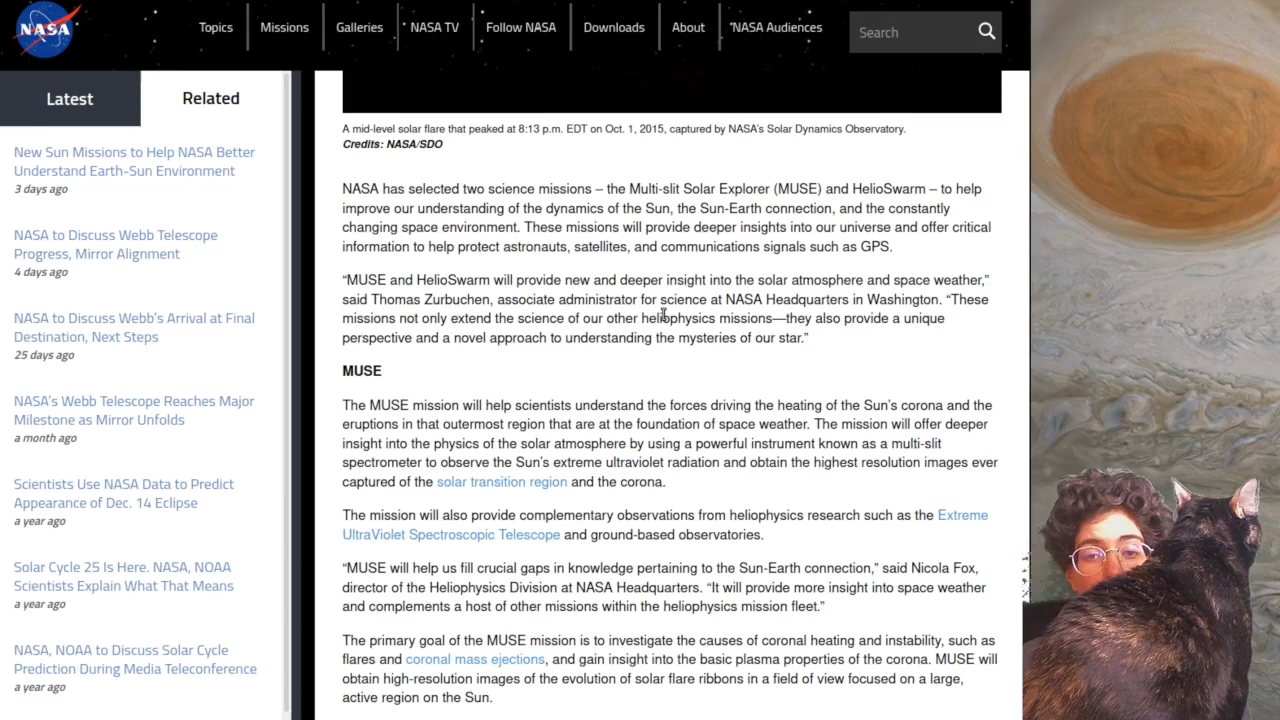 NASA
Topics
Missions
Galleries
NASA TV
Follow NASA
Downloads
About
NASA Audiences
Search
Latest
Related
New Sun Missions to Help NASA Better
Understand Earth-Sun Environment
3 days ago
NASA to Discuss Webb Telescope
Progress, Mirror Alignment
4 days ago
NASA to Discuss Webb's Arrival at Final
Destination, Next Steps
25 days ago
NASA's Webb Telescope Reaches Major
Milestone as Mirror Unfolds
a month ago
Scientists Use NASA Data to Predict
Appearance of Dec. 14 Eclipse
a year ago
Solar Cycle 25 Is Here. NASA, NOAA
Scientists Explain What That Means
a year ago
NASA, NOAA to Discuss Solar Cycle
Prediction During Media Teleconference
a year ago
A mid-level solar flare that peaked at 8:13 p.m. EDT on Oct. 1, 2015, captured by NASA's Solar Dynamics Observatory.
Credits: NASA/SDO
NASA has selected two science missions – the Multi-slit Solar Explorer (MUSE) and HelioSwarm – to help
improve our understanding of the dynamics of the Sun, the Sun-Earth connection, and the constantly
changing space environment. These missions will provide deeper insights into our universe and offer critical
information to help protect astronauts, satellites, and communications signals such as GPS.
“MUSE and HelioSwarm will provide new and deeper insight into the solar atmosphere and space weather,”
said Thomas Zurbuchen, associate administrator for science at NASA Headquarters in Washington. “These
missions not only extend the science of our other heliophysics missions—they also provide a unique
perspective and a novel approach to understanding the mysteries of our star.”
MUSE
The MUSE mission will help scientists understand the forces driving the heating of the Sun's corona and the
eruptions in that outermost region that are at the foundation of space weather. The mission will offer deeper
insight into the physics of the solar atmosphere by using a powerful instrument known as a multi-slit
spectrometer to observe the Sun's extreme ultraviolet radiation and obtain the highest resolution images ever
captured of the solar transition region and the corona.
The mission will also provide complementary observations from heliophysics research such as the Extreme
UltraViolet Spectroscopic Telescope and ground-based observatories.
“MUSE will help us fill crucial gaps in knowledge pertaining to the Sun-Earth connection,” said Nicola Fox,
director of the Heliophysics Division at NASA Headquarters. “It will provide more insight into space weather
and complements a host of other missions within the heliophysics mission fleet.”
The primary goal of the MUSE mission is to investigate the causes of coronal heating and instability, such as
flares and coronal mass ejections, and gain insight into the basic plasma properties of the corona. MUSE will
obtain high-resolution images of the evolution of solar flare ribbons in a field of view focused on a large,
active region on the Sun.